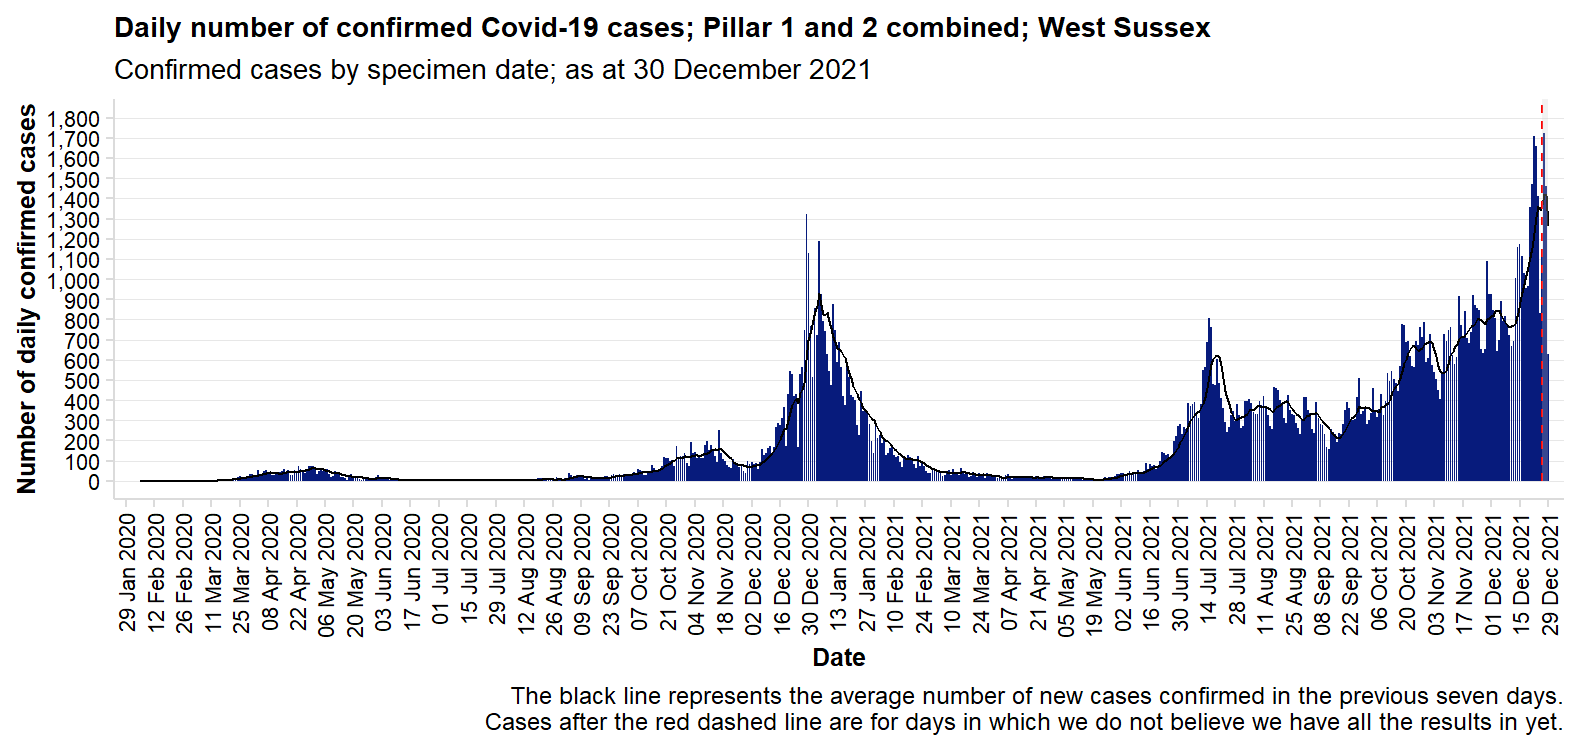 Daily number of confirmed Covid-19 cases; Pillar 1 and 2 combined; West Sussex
Confirmed cases by specimen date; as at 30 December 2021
Number of daily confirmed cases
1,800
1,700
1,600
1,500
1,400
1,300
1,200
1,100
1,000
900
800
700
600
500
400
300
200
100
0
29 Jan 2020
12 Feb 2020
26 Feb 2020
11 Mar 2020
25 Mar 2020
08 Apr 2020
22 Apr 2020
06 May 2020
20 May 2020
03 Jun 2020
17 Jun 2020
01 Jul 2020
15 Jul 2020
29 Jul 2020
12 Aug 2020
26 Aug 2020
09 Sep 2020
23 Sep 2020
07 Oct 2020
21 Oct 2020
04 Nov 2020
18 Nov 2020
02 Dec 2020
16 Dec 2020
30 Dec 2020
13 Jan 2021
27 Jan 2021
10 Feb 2021
24 Feb 2021
10 Mar 2021
24 Mar 2021
07 Apr 2021
21 Apr 2021
05 May 2021
19 May 2021
02 Jun 2021
16 Jun 2021
30 Jun 2021
14 Jul 2021
28 Jul 2021
11 Aug 2021
25 Aug 2021
08 Sep 2021
22 Sep 2021
06 Oct 2021
20 Oct 2021
03 Nov 2021
17 Nov 2021
01 Dec 2021
15 Dec 2021
29 Dec 2021
Date
The black line represents the average number of new cases confirmed in the previous seven days.
Cases after the red dashed line are for days in which we do not believe we have all the results in yet.